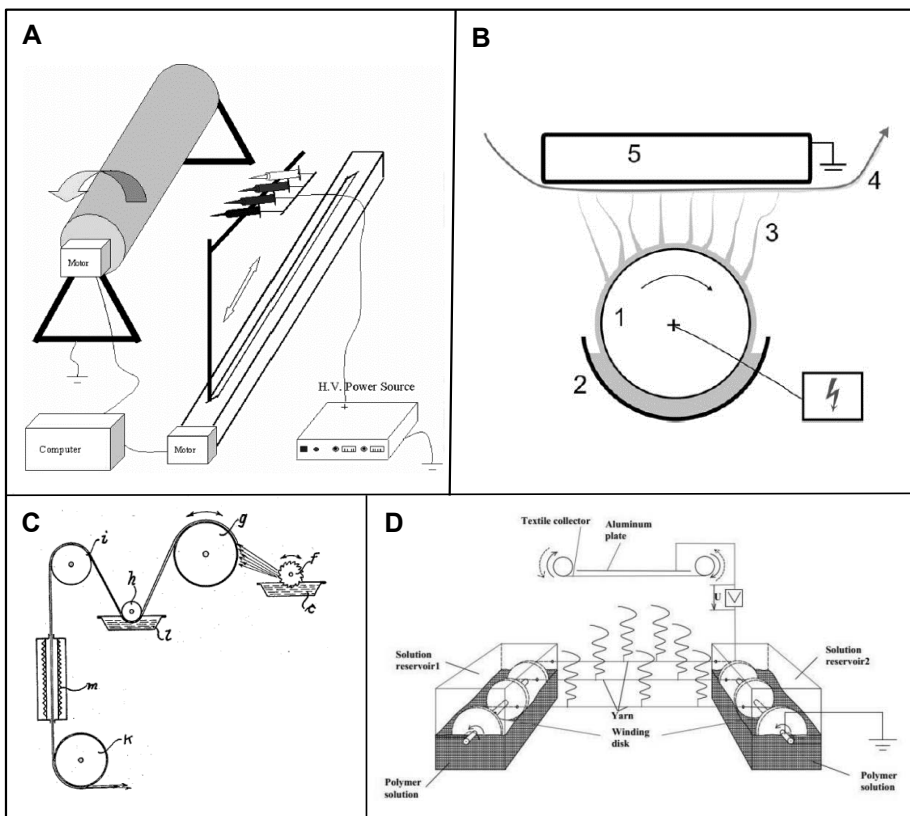 A
Motor
Computer
Motor
H.V. Power Source
B
5
4
3
1
2
C
i
g
h
f
c
l
m
K
D
Textile collector
Aluminum
plate
U
Solution
reservoir1
Solution
reservoir2
Yarn
Winding
disk
Polymer
solution
Polymer
solution